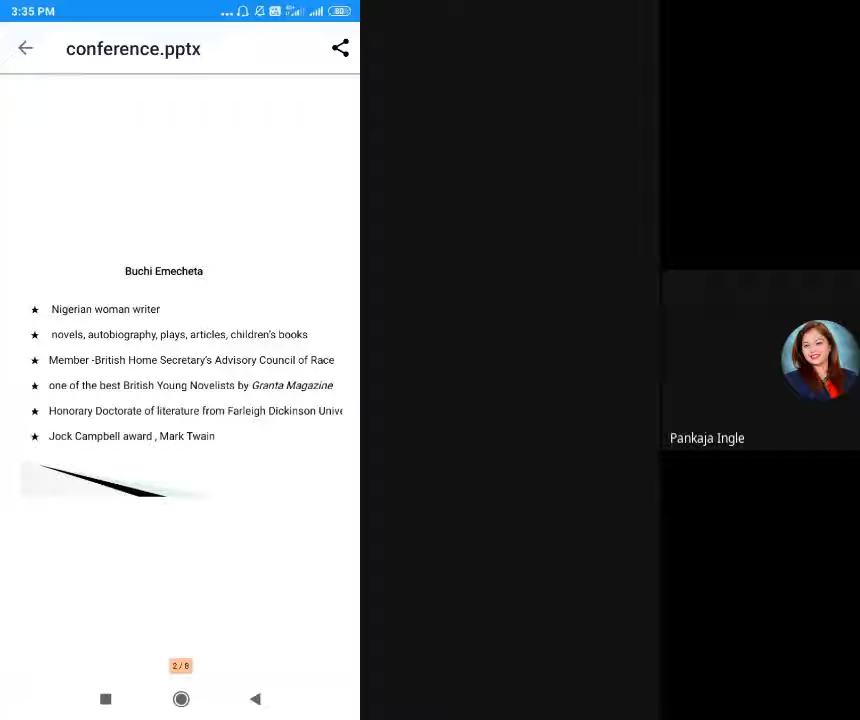 3:35 PM
conference.pptx
Buchi Emecheta
★ Nigerian woman writer
★ novels, autobiography, plays, articles, children's books
★ Member -British Home Secretary's Advisory Council of Race
★ one of the best British Young Novelists by Granta Magazine
★ Honorary Doctorate of literature from Farleigh Dickinson Unive
★ Jock Campbell award , Mark Twain
Pankaja Ingle